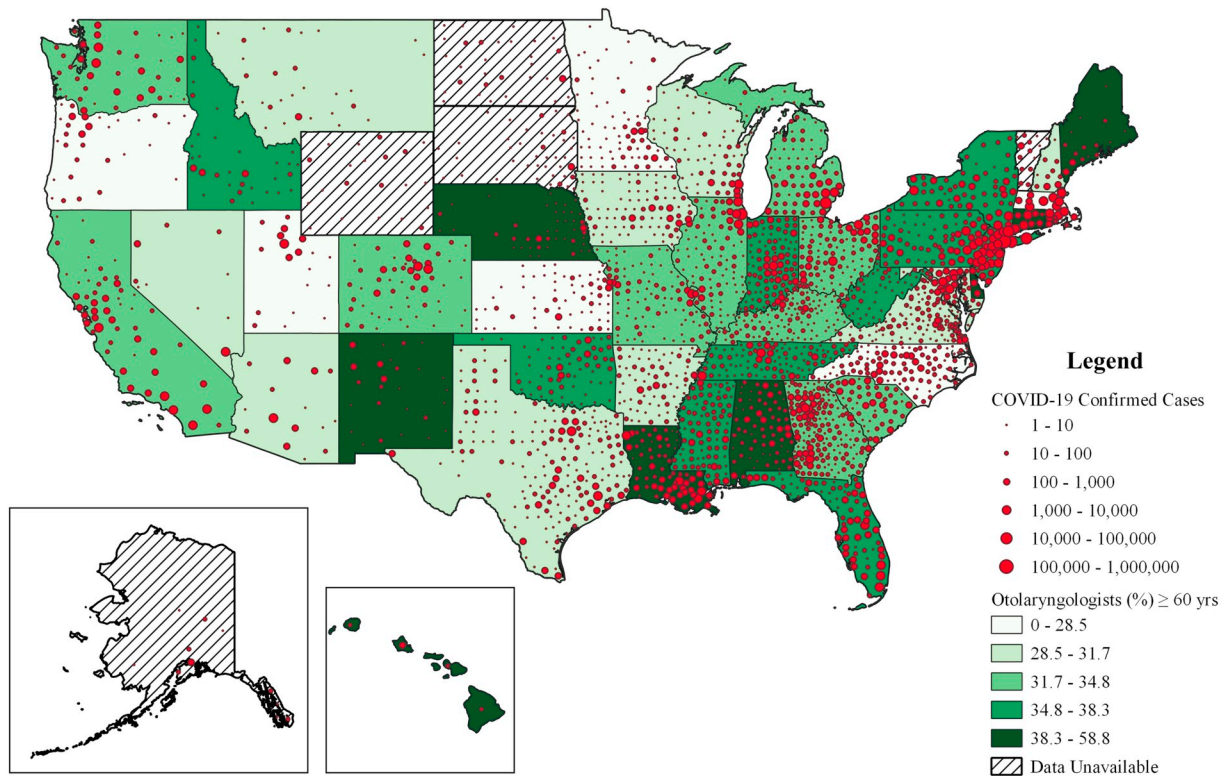 Legend
COVID-19 Confirmed Cases
1 - 10
10 - 100
100 - 1,000
1,000 - 10,000
10,000 - 100,000
100,000 - 1,000,000
Otolaryngologists (%) ≥ 60 yrs
0 - 28.5
28.5 - 31.7
31.7 - 34.8
34.8 - 38.3
38.3 - 58.8
Data Unavailable